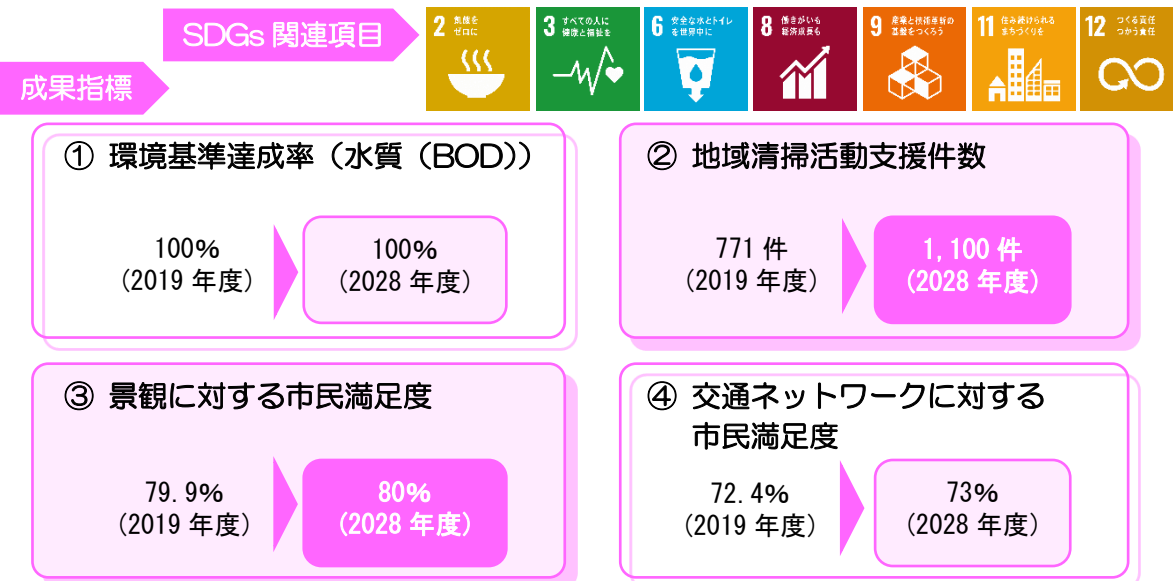 SDGs 関連項目
2 飢餓を
ゼロに
3 すべての人に
健康と福祉を
6 安全な水とトイレ
を世界中に
8 働きがいも
経済成長も
9 産業と技術革新の
基盤をつくろう
11 住み続けられる
まちづくりを
12 つくる責任
つかう責任
成果指標
① 環境基準達成率（水質（BOD））
100%
（2019 年度）
100%
（2028 年度）
② 地域清掃活動支援件数
771 件
（2019 年度）
1,100 件
（2028 年度）
③ 景観に対する市民満足度
79.9%
（2019 年度）
80%
（2028 年度）
④ 交通ネットワークに対する
市民満足度
72.4%
（2019 年度）
73%
（2028 年度）